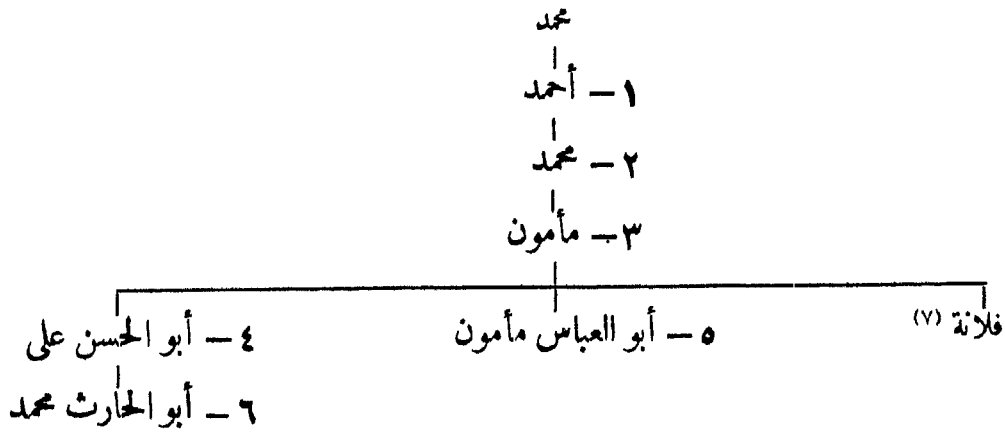 محمد
١ – أحمد
٢ – محمد
٣ – مأمون
فلانة (٧)
٥ – أبو العباس مأمون
٤ – أبو الحسن على
٦ – أبو الحارث محمد